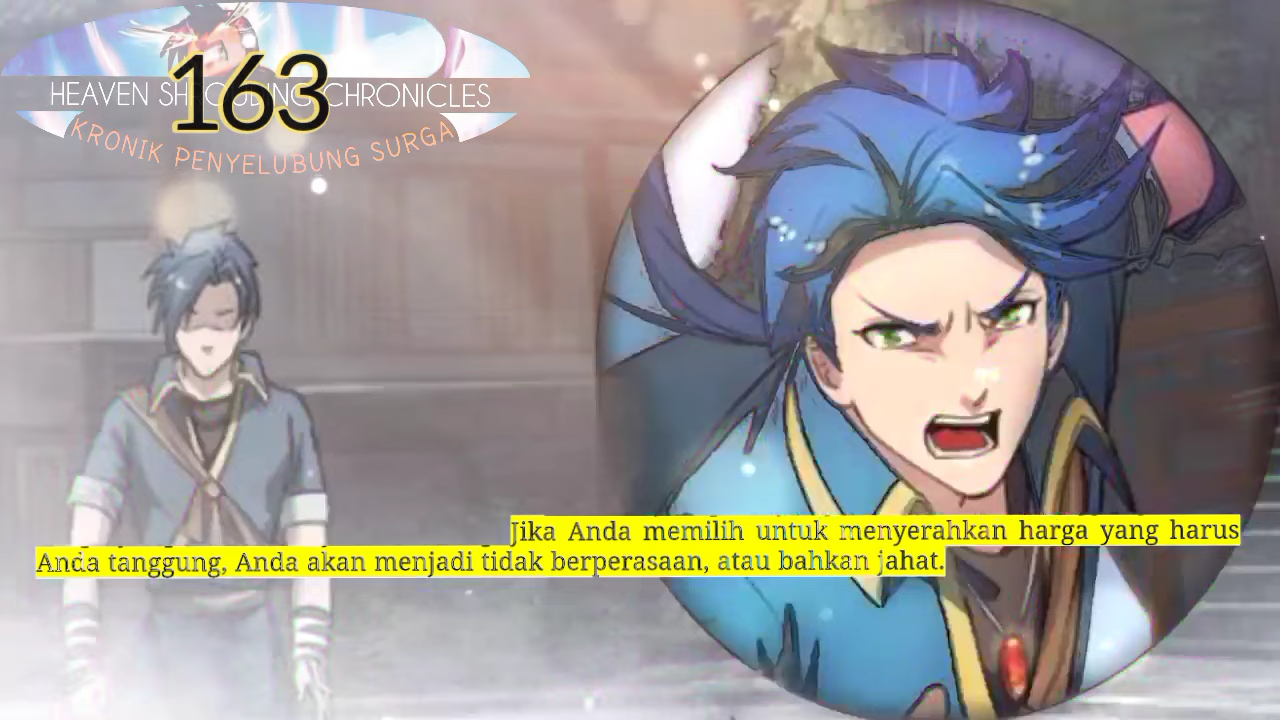 163
HEAVEN SHROUDING CHRONICLES
KRONIK PENYELUBUNG SURGA
Jika Anda memilih untuk menyerahkan harga yang harus
Anda tanggung, Anda akan menjadi tidak berperasaan, atau bahkan jahat.